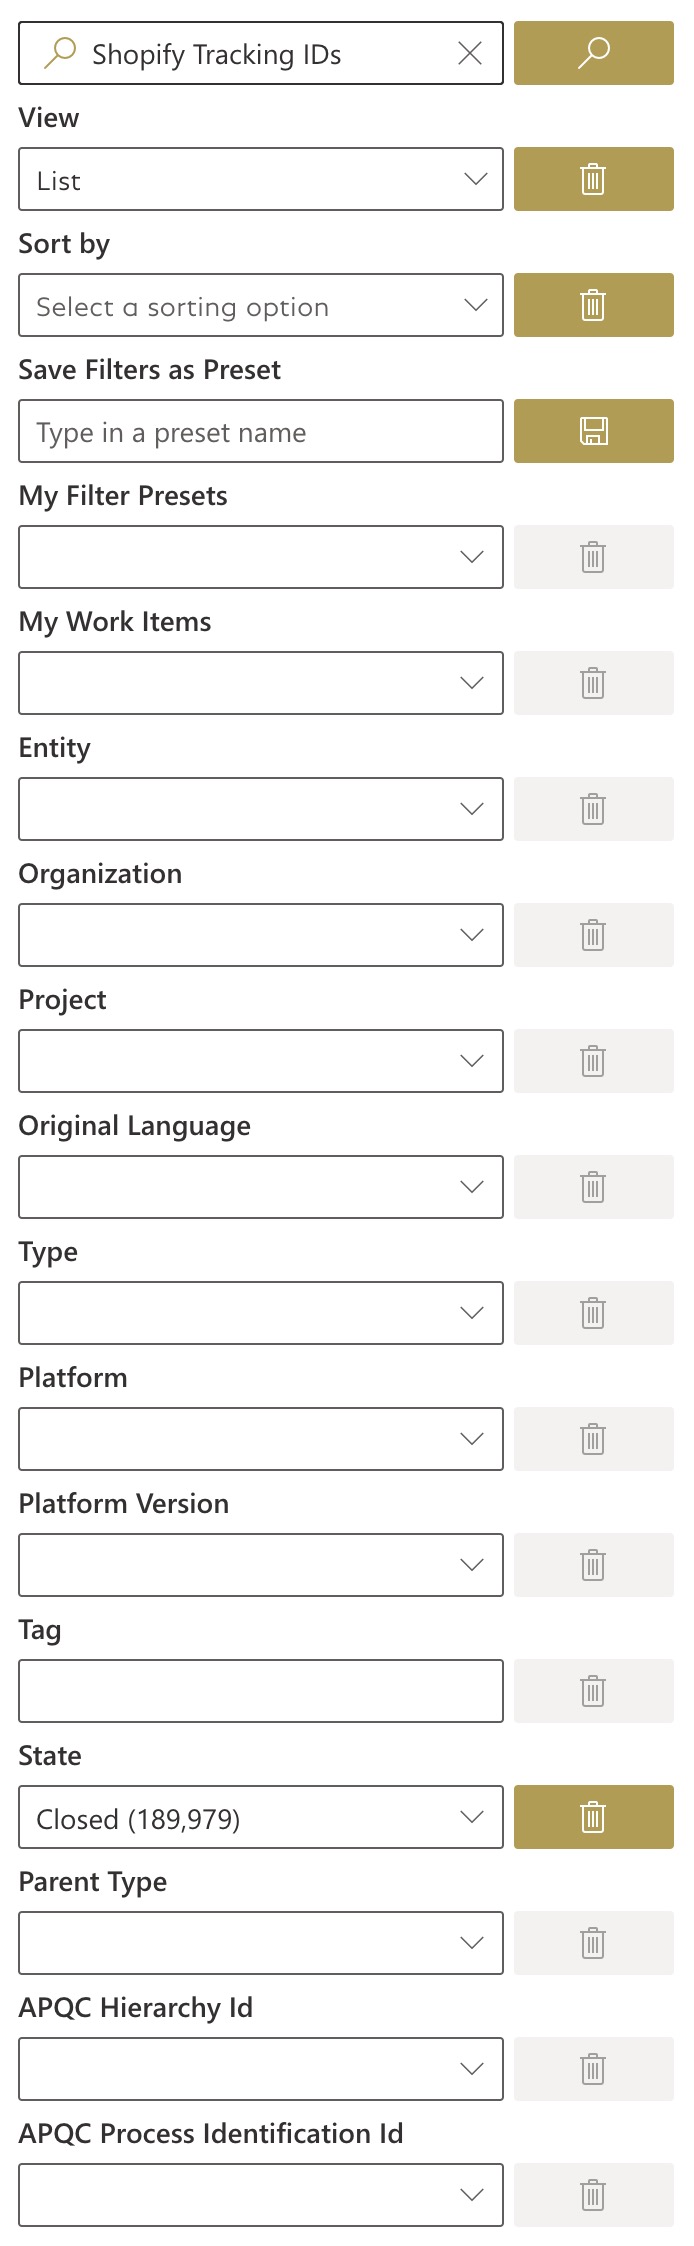 Shopify Tracking IDs
View
List
Sort by
Select a sorting option
Save Filters as Preset
Type in a preset name
My Filter Presets
My Work Items
Entity
Organization
Project
Original Language
Type
Platform
Platform Version
Tag
State
Closed (189,979)
Parent Type
APQC Hierarchy Id
APQC Process Identification Id